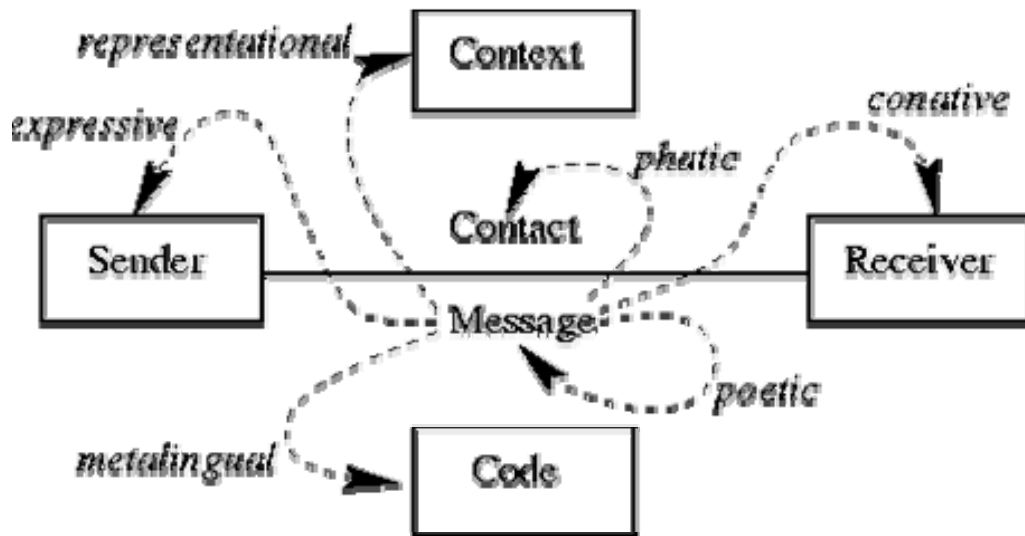 representational
Context
expressive
conative
phatic
Contact
Sender
Receiver
Message
poetic
metalingual
Code